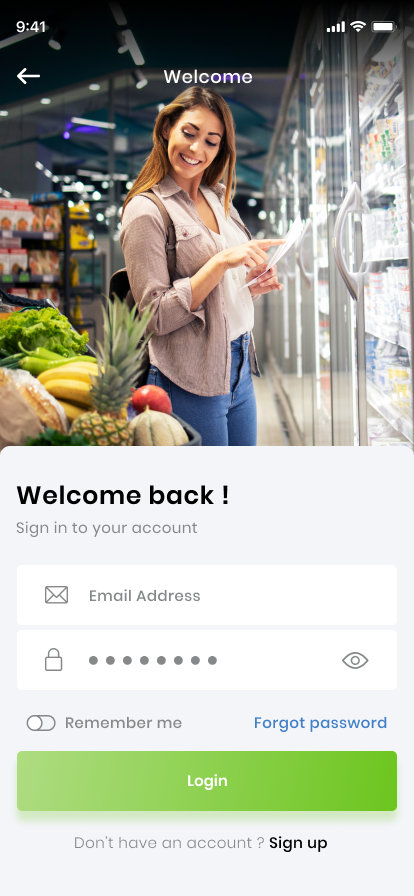 9:41
Welcome
Welcome back !
Sign in to your account
Email Address
Remember me
Forgot password
Login
Don't have an account ? Sign up